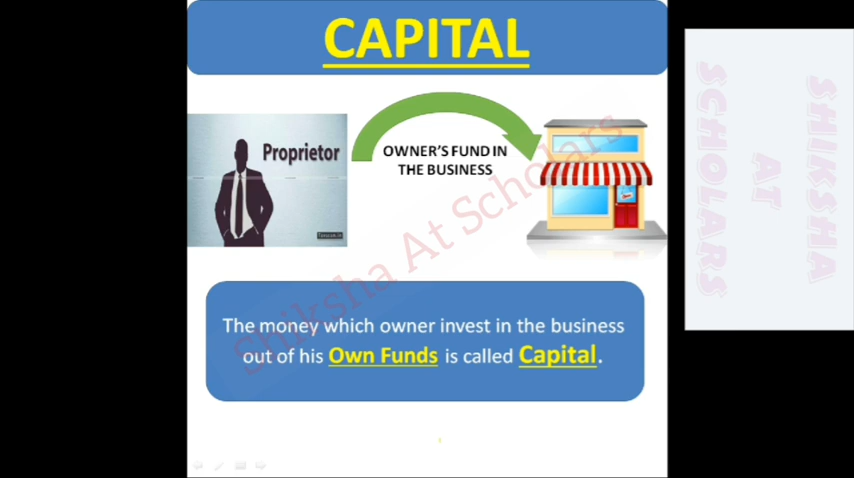 CAPITAL
Proprietor
OWNER'S FUND IN
THE BUSINESS
Shiksha At Scholars
The money which owner invest in the business
out of his Own Funds is called Capital.
SHIKSHA
AT
SCHOLARS